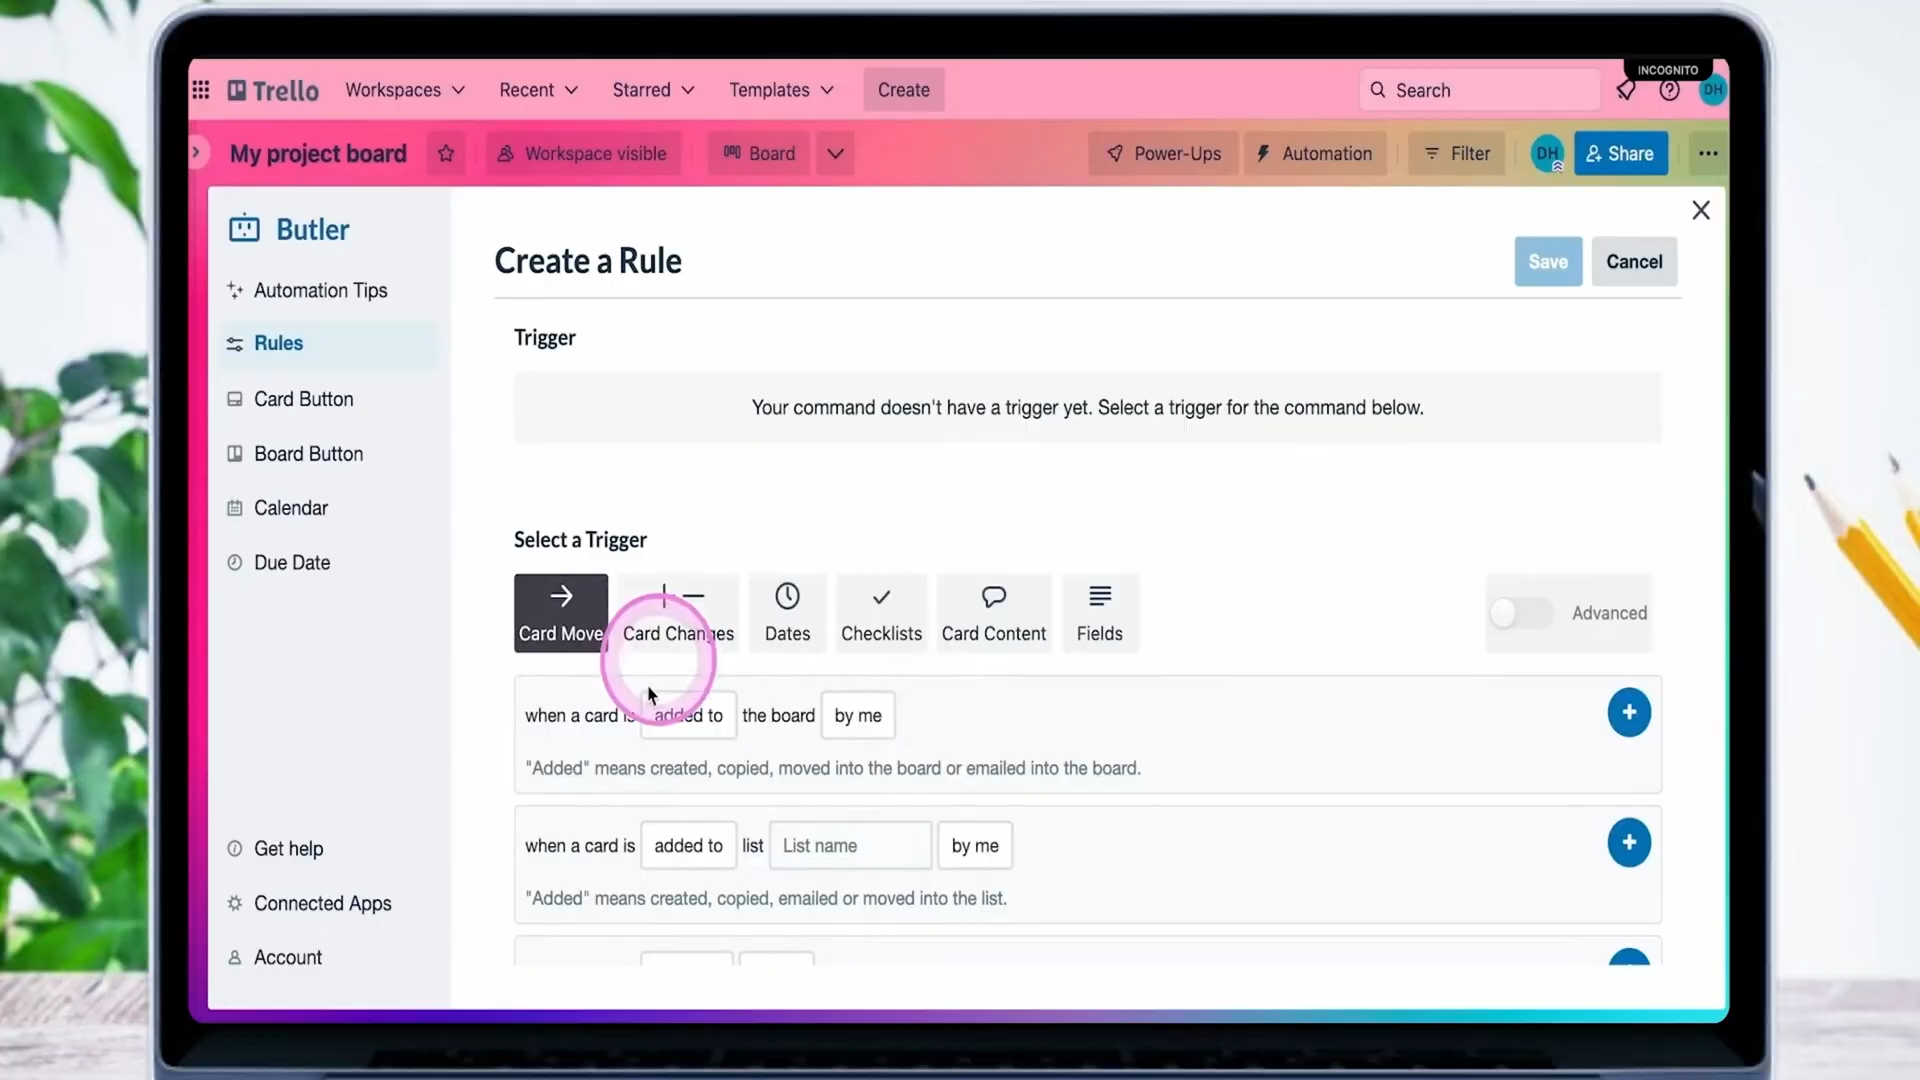 INCOGNITO
Trello Workspaces Recent Starred Templates Create Search DH
My project board Workspace visible Board Power-Ups Automation Filter DH Share
Butler
Automation Tips
Rules
Card Button
Board Button
Calendar
Due Date
Get help
Connected Apps
Account
Create a Rule Save Cancel
Trigger
Your command doesn't have a trigger yet. Select a trigger for the command below.
Select a Trigger
Card Move Card Changes Dates Checklists Card Content Fields Advanced
when a card is added to the board by me
"Added" means created, copied, moved into the board or emailed into the board.
when a card is added to list List name by me
"Added" means created, copied, emailed or moved into the list.